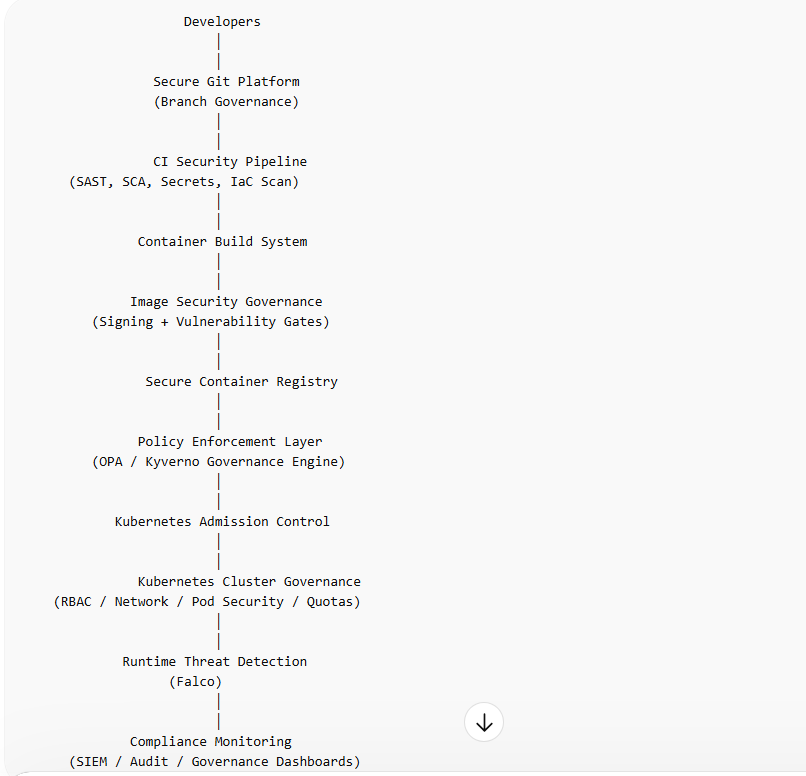 Developers
Secure Git Platform
(Branch Governance)
CI Security Pipeline
(SAST, SCA, Secrets, IaC Scan)
Container Build System
Image Security Governance
(Signing + Vulnerability Gates)
Secure Container Registry
Policy Enforcement Layer
(OPA / Kyverno Governance Engine)
Kubernetes Admission Control
Kubernetes Cluster Governance
(RBAC / Network / Pod Security / Quotas)
Runtime Threat Detection
(Falco)
Compliance Monitoring
(SIEM / Audit / Governance Dashboards)